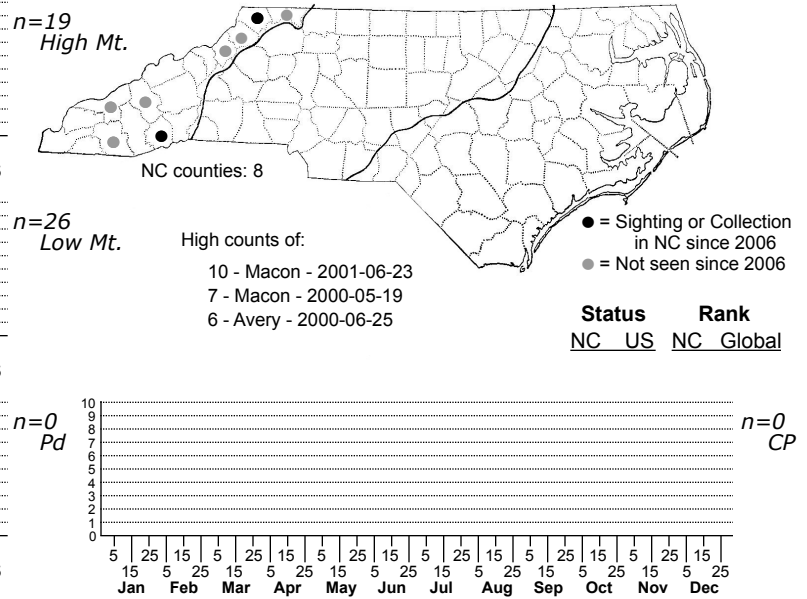 n=19
High Mt.
NC counties: 8
n=26
Low Mt.
High counts of:
10 - Macon - 2001-06-23
7 - Macon - 2000-05-19
6 - Avery - 2000-06-25
= Sighting or Collection
in NC since 2006
= Not seen since 2006
Status Rank
NC US NC Global
n=0
Pd
10
9
8
7
6
5
4
3
2
1
0
n=0
CP
5 25 15 5 25 15 5 25 15 5 25 15 5 25 15 5 25 15
15 5 25 15 5 25 15 5 25 15 5 25 15 5 25 15 5 25
Jan Feb Mar Apr May Jun Jul Aug Sep Oct Nov Dec